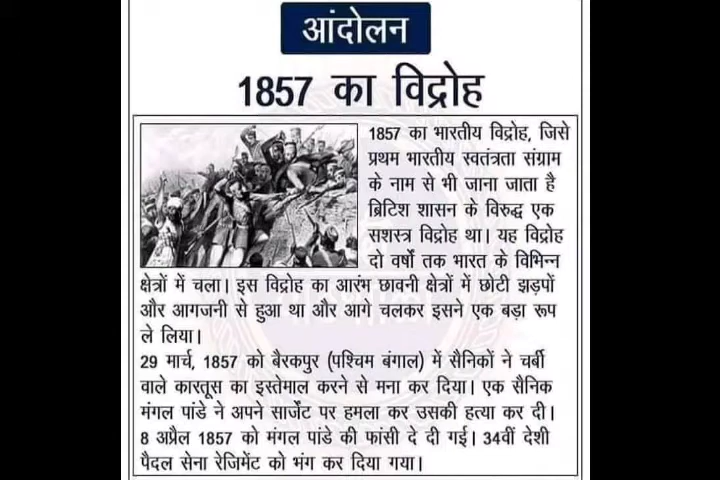 आंदोलन
1857 का विद्रोह
1857 का भारतीय विद्रोह, जिसे
प्रथम भारतीय स्वतंत्रता संग्राम
के नाम से भी जाना जाता है
ब्रिटिश शासन के विरुद्ध एक
सशस्त्र विद्रोह था। यह विद्रोह
दो वर्षों तक भारत के विभिन्न
क्षेत्रों में चला। इस विद्रोह का आरंभ छावनी क्षेत्रों में छोटी झड़पों
और आगजनी से हुआ था और आगे चलकर इसने एक बड़ा रूप
ले लिया।
29 मार्च, 1857 को बैरकपुर (पश्चिम बंगाल) में सैनिकों ने चर्बी
वाले कारतूस का इस्तेमाल करने से मना कर दिया। एक सैनिक
मंगल पांडे ने अपने सार्जेंट पर हमला कर उसकी हत्या कर दी।
8 अप्रैल 1857 को मंगल पांडे की फांसी दे दी गई। 34वीं देशी
पैदल सेना रेजिमेंट को भंग कर दिया गया।